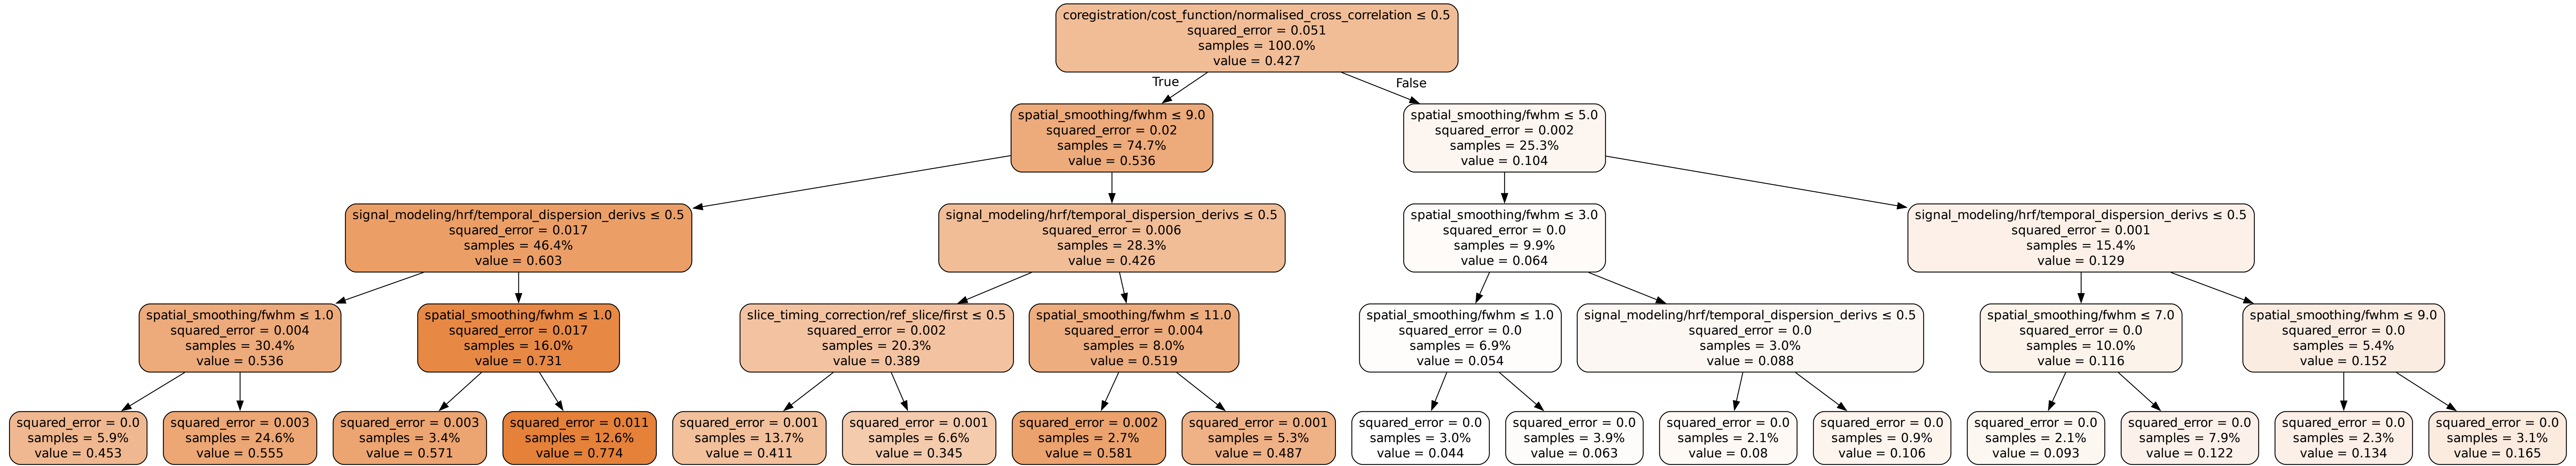 coregistration/cost_function/normalised_cross_correlation ≤ 0.5
squared_error = 0.051
samples = 100.0%
value = 0.427
True
False
spatial_smoothing/fwhm ≤ 9.0
squared_error = 0.02
samples = 74.7%
value = 0.536
spatial_smoothing/fwhm ≤ 5.0
squared_error = 0.002
samples = 25.3%
value = 0.104
signal_modeling/hrf/temporal_dispersion_derivs ≤ 0.5
squared_error = 0.017
samples = 46.4%
value = 0.603
signal_modeling/hrf/temporal_dispersion_derivs ≤ 0.5
squared_error = 0.006
samples = 28.3%
value = 0.426
spatial_smoothing/fwhm ≤ 3.0
squared_error = 0.0
samples = 9.9%
value = 0.064
signal_modeling/hrf/temporal_dispersion_derivs ≤ 0.5
squared_error = 0.001
samples = 15.4%
value = 0.129
spatial_smoothing/fwhm ≤ 1.0
squared_error = 0.004
samples = 30.4%
value = 0.536
spatial_smoothing/fwhm ≤ 1.0
squared_error = 0.017
samples = 16.0%
value = 0.731
slice_timing_correction/ref_slice/first ≤ 0.5
squared_error = 0.002
samples = 20.3%
value = 0.389
spatial_smoothing/fwhm ≤ 11.0
squared_error = 0.004
samples = 8.0%
value = 0.519
spatial_smoothing/fwhm ≤ 1.0
squared_error = 0.0
samples = 6.9%
value = 0.054
signal_modeling/hrf/temporal_dispersion_derivs ≤ 0.5
squared_error = 0.0
samples = 3.0%
value = 0.088
spatial_smoothing/fwhm ≤ 7.0
squared_error = 0.0
samples = 10.0%
value = 0.116
spatial_smoothing/fwhm ≤ 9.0
squared_error = 0.0
samples = 5.4%
value = 0.152
squared_error = 0.0
samples = 5.9%
value = 0.453
squared_error = 0.003
samples = 24.6%
value = 0.555
squared_error = 0.003
samples = 3.4%
value = 0.571
squared_error = 0.011
samples = 12.6%
value = 0.774
squared_error = 0.001
samples = 13.7%
value = 0.411
squared_error = 0.001
samples = 6.6%
value = 0.345
squared_error = 0.002
samples = 2.7%
value = 0.581
squared_error = 0.001
samples = 5.3%
value = 0.487
squared_error = 0.0
samples = 3.0%
value = 0.044
squared_error = 0.0
samples = 3.9%
value = 0.063
squared_error = 0.0
samples = 2.1%
value = 0.08
squared_error = 0.0
samples = 0.9%
value = 0.106
squared_error = 0.0
samples = 2.1%
value = 0.093
squared_error = 0.0
samples = 7.9%
value = 0.122
squared_error = 0.0
samples = 2.3%
value = 0.134
squared_error = 0.0
samples = 3.1%
value = 0.165